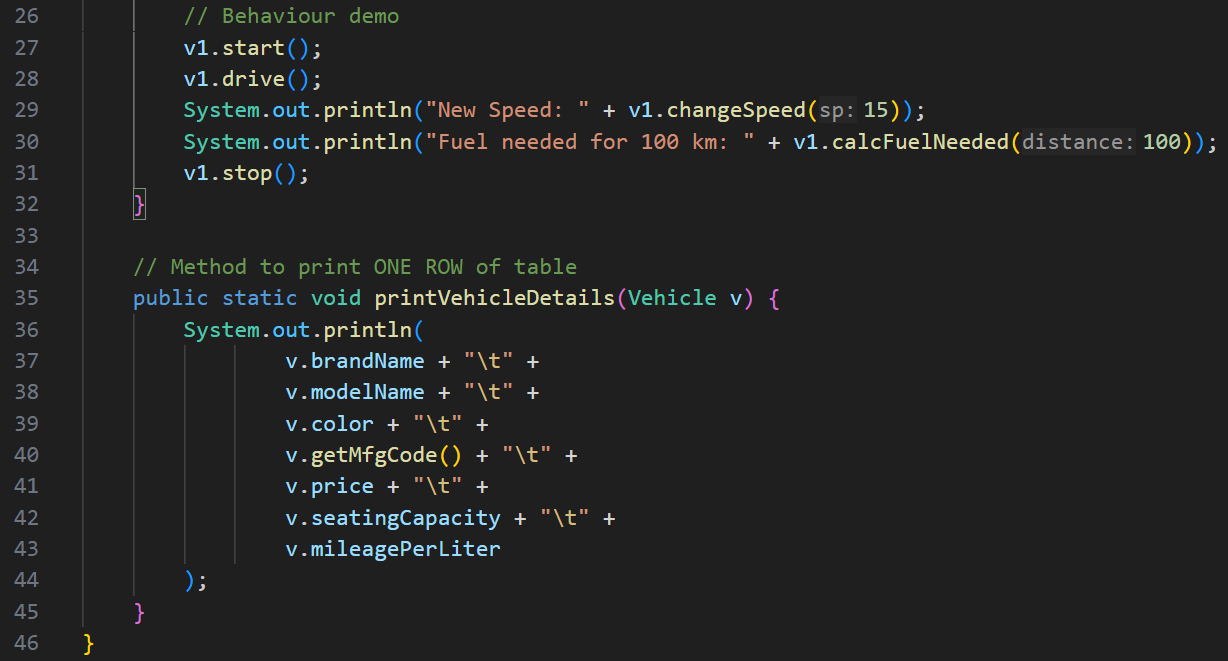 26 // Behaviour demo
27 v1.start();
28 v1.drive();
29 System.out.println("New Speed: " + v1.changeSpeed(sp: 15));
30 System.out.println("Fuel needed for 100 km: " + v1.calcFuelNeeded(distance: 100));
31 v1.stop();
32 }
33
34 // Method to print ONE ROW of table
35 public static void printVehicleDetails(Vehicle v) {
36 System.out.println(
37 v.brandName + "\t" +
38 v.modelName + "\t" +
39 v.color + "\t" +
40 v.getMfgCode() + "\t" +
41 v.price + "\t" +
42 v.seatingCapacity + "\t" +
43 v.mileagePerLiter
44 );
45 }
46 }